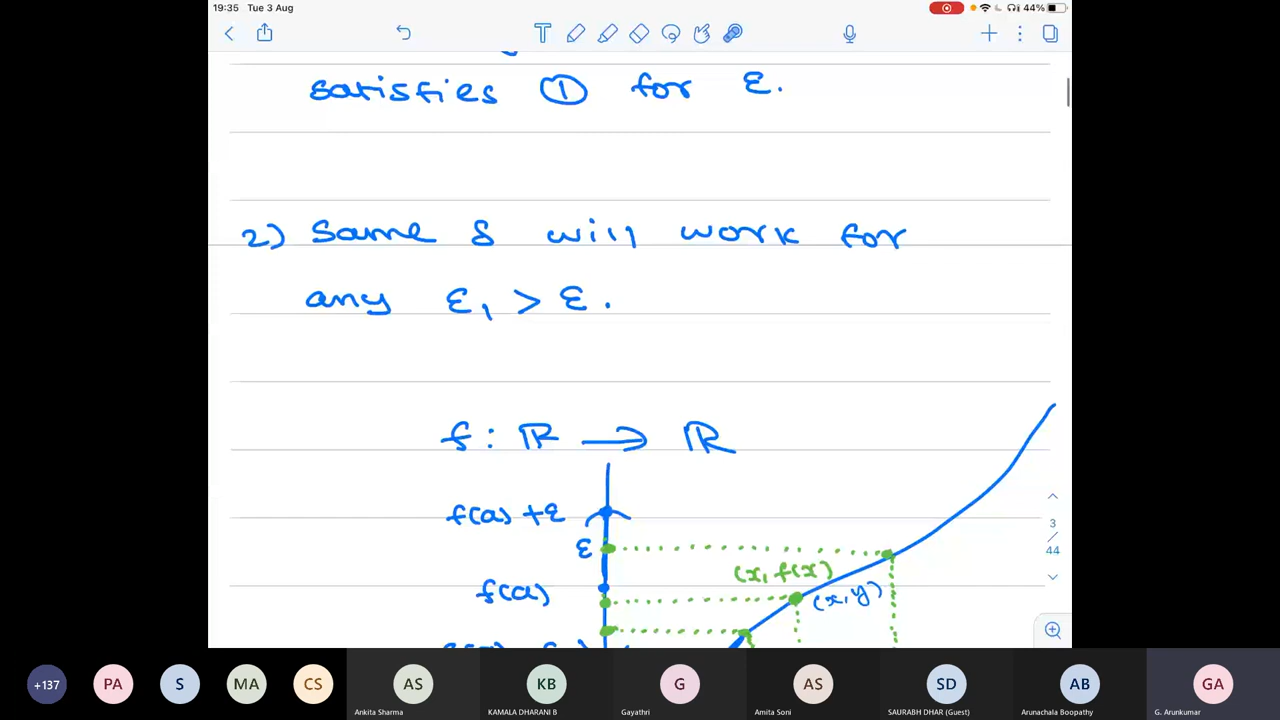 19:35 Tue 3 Aug
44%
satisfies ① for ε.
2) Same δ will work for
any ε₁ > ε.
f : ℝ → ℝ
f(a) + ε
ε
(x, f(x))
f(a)
(x, y)
3
/
44
+137
PA
S
MA
CS
AS
KB
G
AS
SD
AB
GA
Ankita Sharma
KAMALA DHARANI B
Gayathri
Amita Soni
SAURABH DHAR (Guest)
Arunachala Boopathy
G. Arunkumar